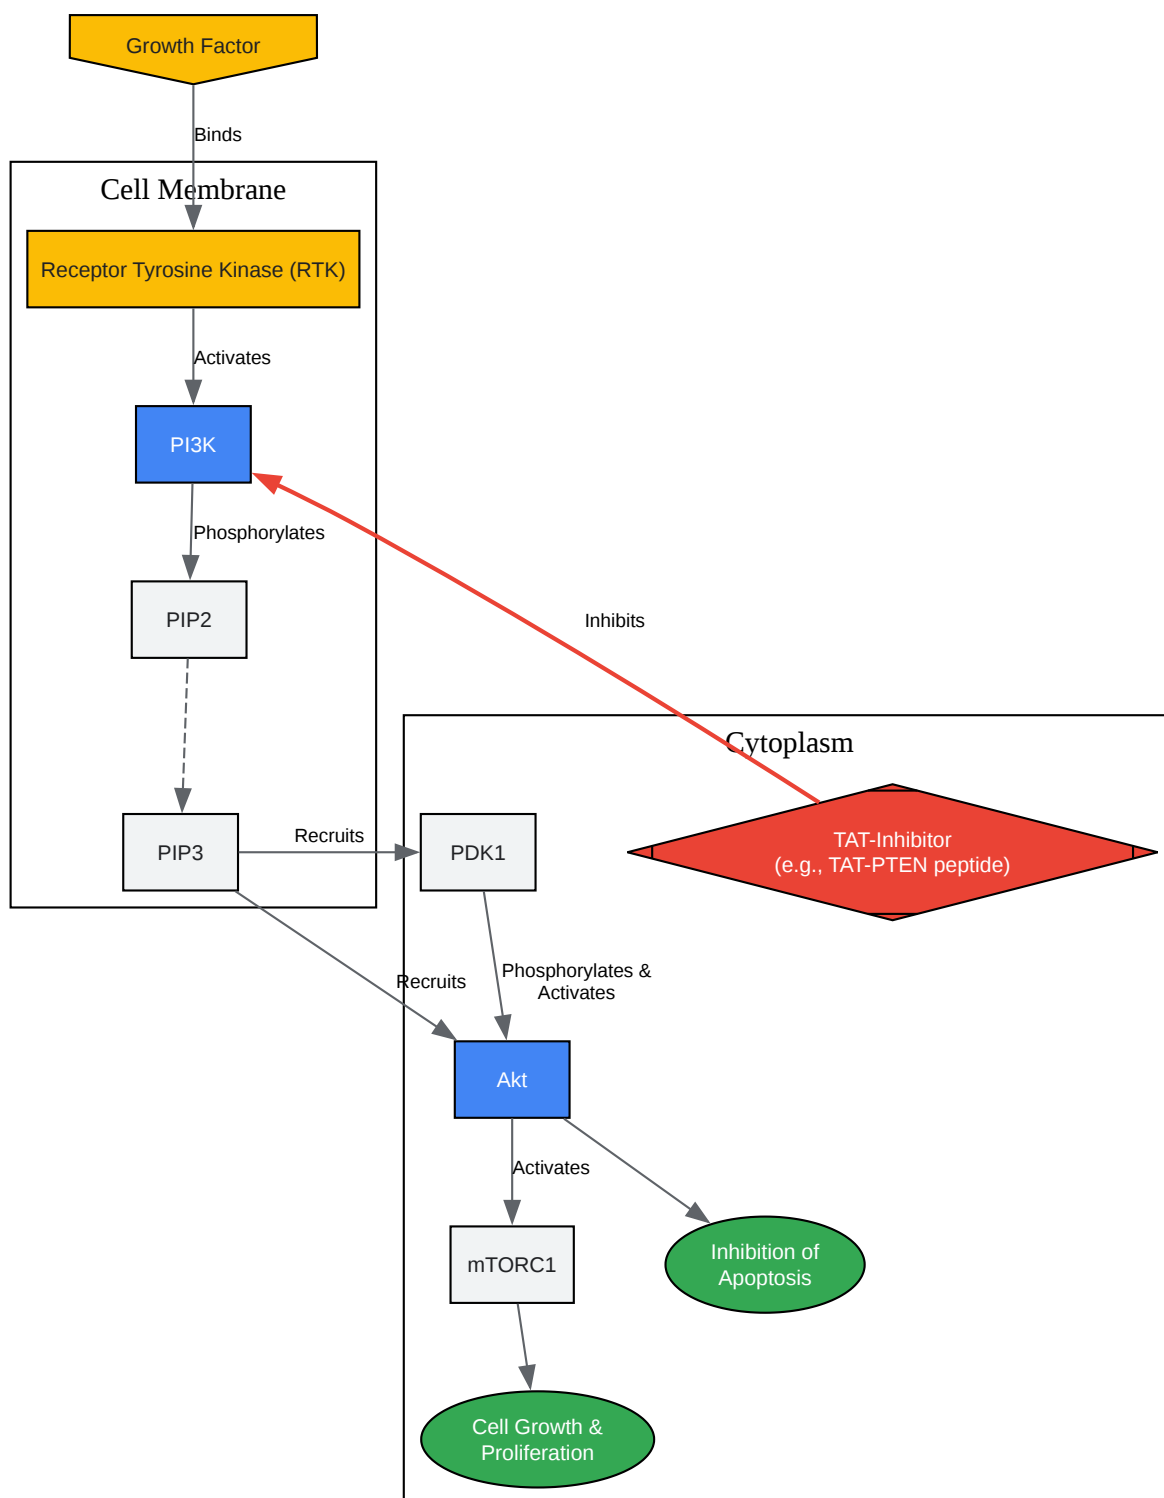 Growth Factor
Binds
Cell Membrane
Receptor Tyrosine Kinase (RTK)
Activates
PI3K
Phosphorylates
PIP2
Inhibits
Cytoplasm
PIP3
Recruits
PDK1
TAT-Inhibitor
(e.g., TAT-PTEN peptide)
Recruits
Phosphorylates &
Activates
Akt
Activates
mTORC1
Inhibition of
Apoptosis
Cell Growth &
Proliferation